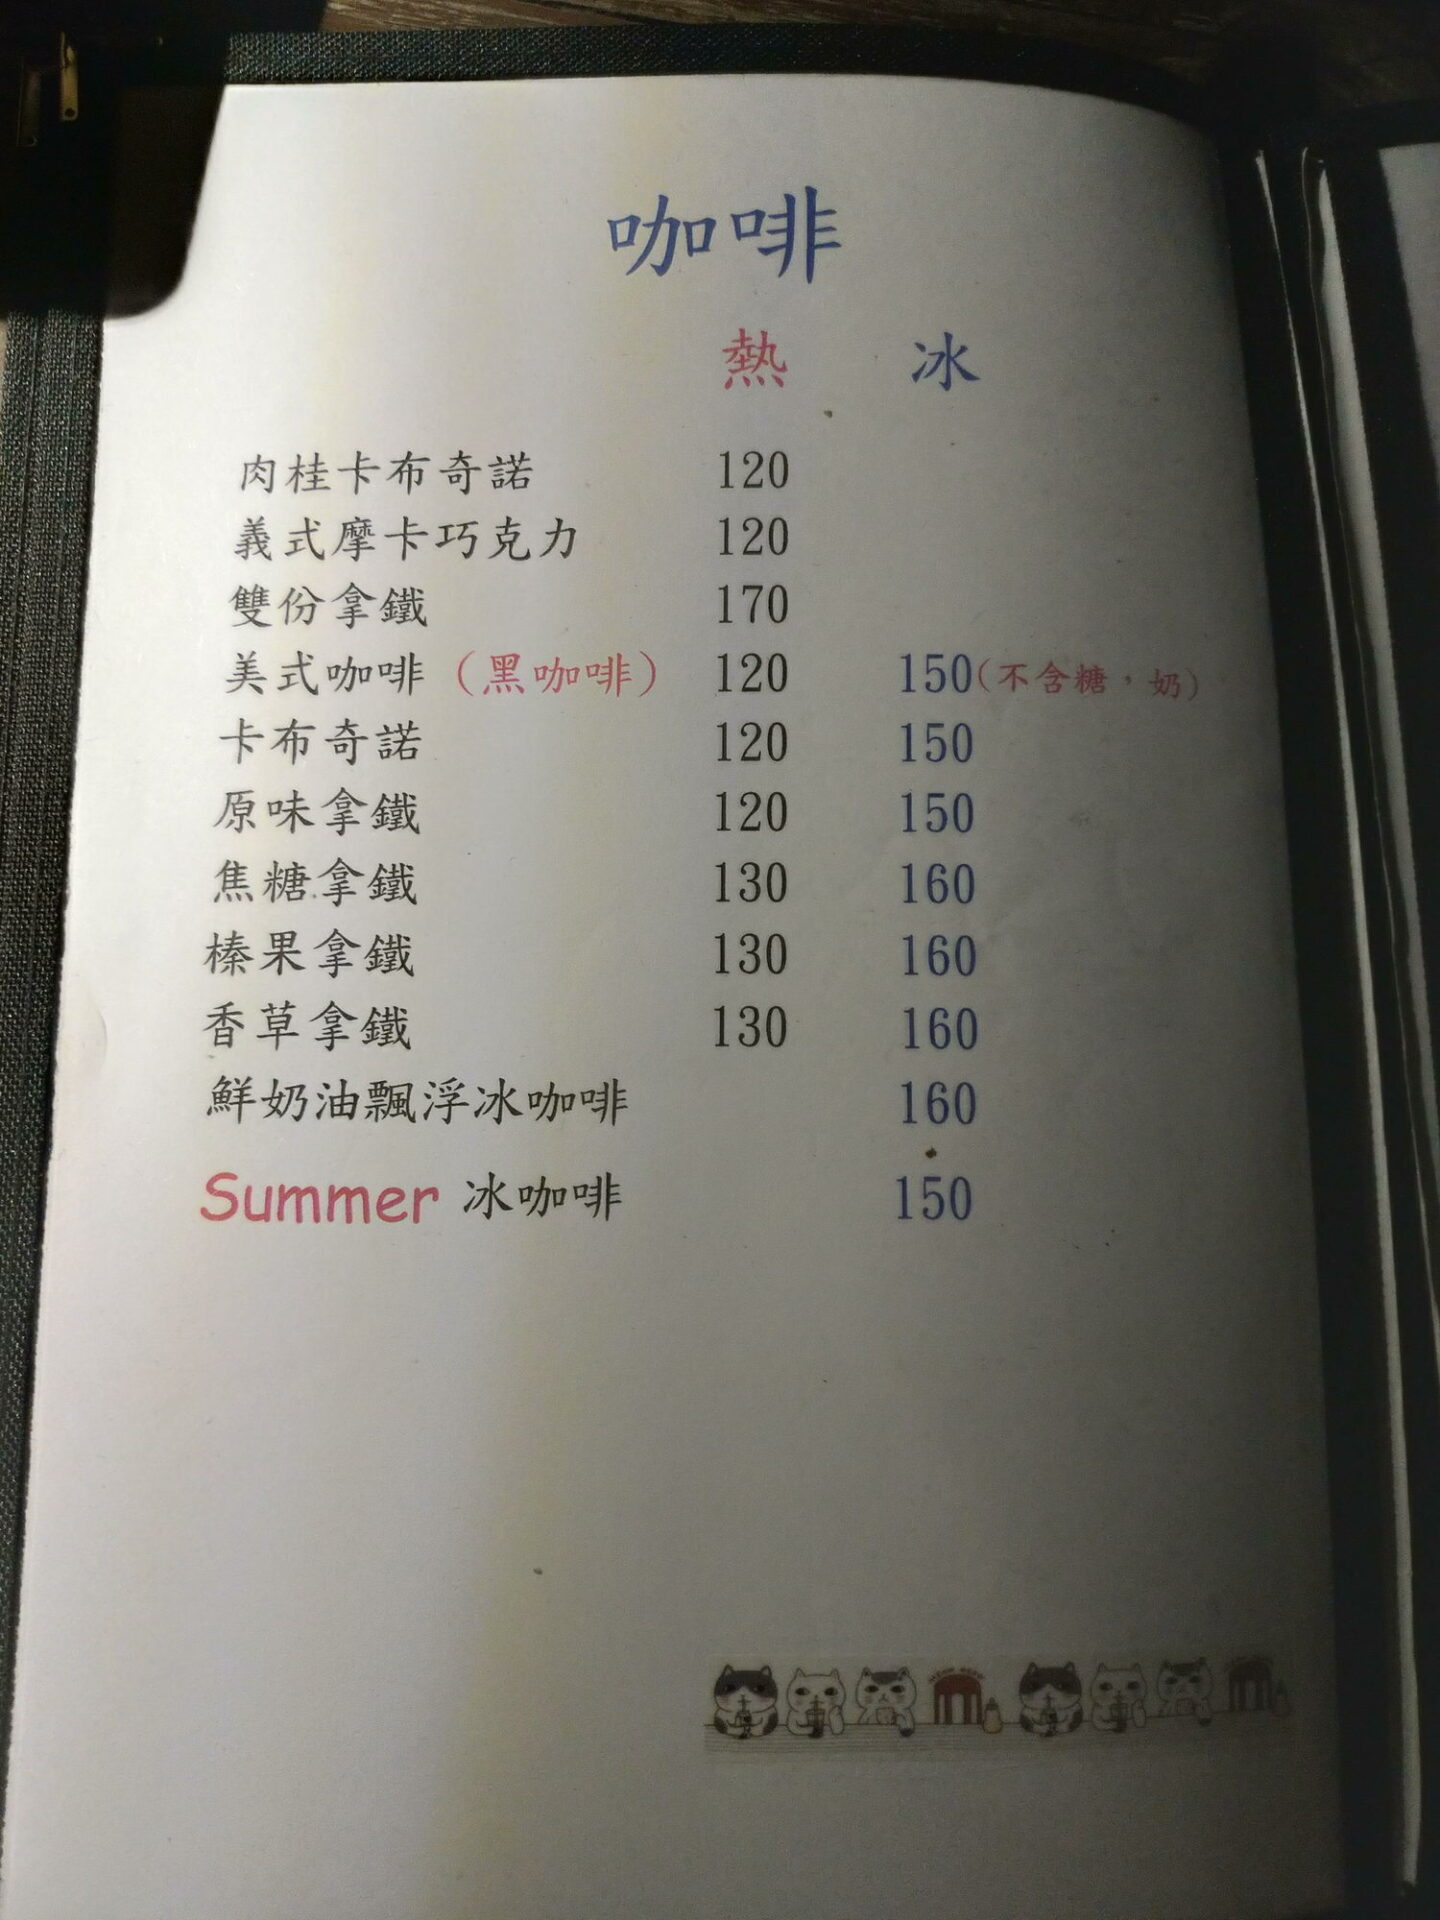 咖啡
熱 冰
肉桂卡布奇諾 120
義式摩卡巧克力 120
雙份拿鐵 170
美式咖啡（黑咖啡） 120 150(不含糖，奶)
卡布奇諾 120 150
原味拿鐵 120 150
焦糖拿鐵 130 160
榛果拿鐵 130 160
香草拿鐵 130 160
鮮奶油飄浮冰咖啡 160
Summer 冰咖啡 150